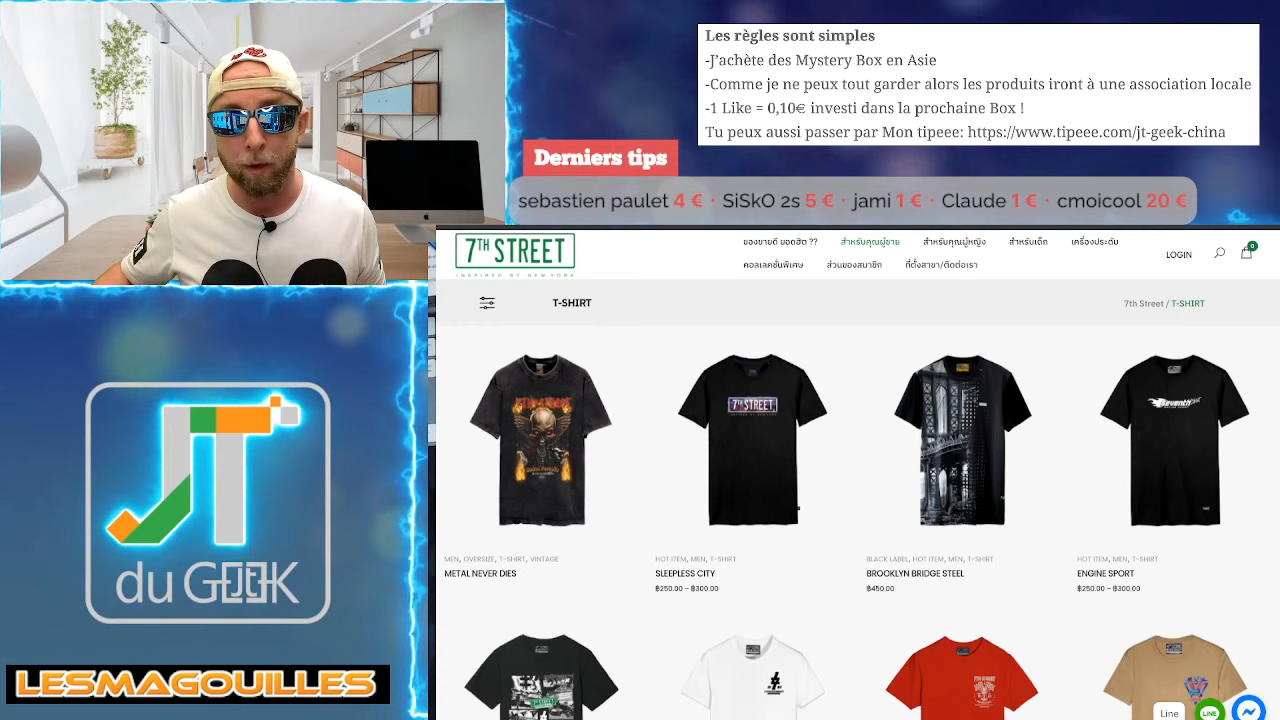 Les règles sont simples
-J'achète des Mystery Box en Asie
-Comme je ne peux tout garder alors les produits iront à une association locale
-1 Like = 0,10€ investi dans la prochaine Box !
Tu peux aussi passer par Mon tipeee: https://www.tipeee.com/jt-geek-china
Derniers tips
sebastien paulet 4 € · SiSkO 2s 5 € · jami 1 € · Claude 1 € · cmoicool 20 €
7TH STREET
INSPIRED BY NEW YORK
ของขายดี ยอดฮิต ?? สำหรับคุณผู้ชาย สำหรับคุณผู้หญิง สำหรับเด็ก เครื่องประดับ
คอลเลคชั่นพิเศษ ส่วนของสมาชิก ที่ตั้งสาขา/ติดต่อเรา
LOGIN
0
T-SHIRT
7th Street / T-SHIRT
7TH STREET.
Seventh
MEN, OVERSIZE, T-SHIRT, VINTAGE
METAL NEVER DIES
HOT ITEM, MEN, T-SHIRT
SLEEPLESS CITY
฿250.00 – ฿300.00
BLACK LABEL, HOT ITEM, MEN, T-SHIRT
BROOKLYN BRIDGE STEEL
฿450.00
HOT ITEM, MEN, T-SHIRT
ENGINE SPORT
฿250.00 – ฿300.00
Line
LINE
JT
du GEEK
LESMAGOUILLES